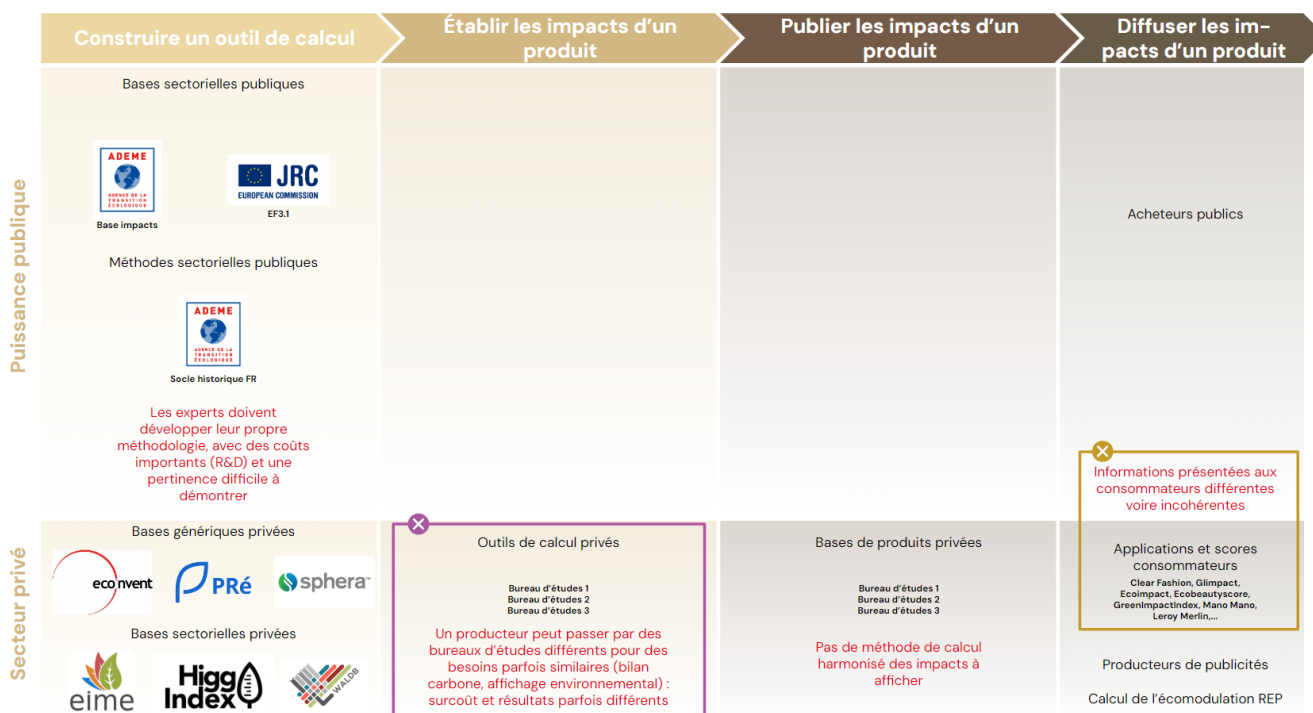 Construire un outil de calcul
Établir les impacts d’un
produit
Publier les impacts d’un
produit
Diffuser les im-
pacts d’un produit
Puissance publique
Bases sectorielles publiques
ADEME
AGENCE DE LA
TRANSITION
ÉCOLOGIQUE
Base impacts
JRC
EUROPEAN COMMISSION
EF3.1
Méthodes sectorielles publiques
ADEME
AGENCE DE LA
TRANSITION
ÉCOLOGIQUE
Socle historique FR
Les experts doivent
développer leur propre
méthodologie, avec des coûts
importants (R&D) et une
pertinence difficile à
démontrer
Acheteurs publics
Informations présentées aux
consommateurs différentes
voire incohérentes
Secteur privé
Bases génériques privées
ecoinvent
PRé
sphera
Bases sectorielles privées
eime
Higg
Index
WALDB
Outils de calcul privés
Bureau d’études 1
Bureau d’études 2
Bureau d’études 3
Un producteur peut passer par des
bureaux d’études différents pour des
besoins parfois similaires (bilan
carbone, affichage environnemental) :
surcoût et résultats parfois différents
Bases de produits privées
Bureau d’études 1
Bureau d’études 2
Bureau d’études 3
Pas de méthode de calcul
harmonisé des impacts à
afficher
Applications et scores
consommateurs
Clear Fashion, Glimpact,
Ecoimpact, Ecobeautyscore,
GreenImpactIndex, Mano Mano,
Leroy Merlin,...
Producteurs de publicités
Calcul de l’écomodulation REP